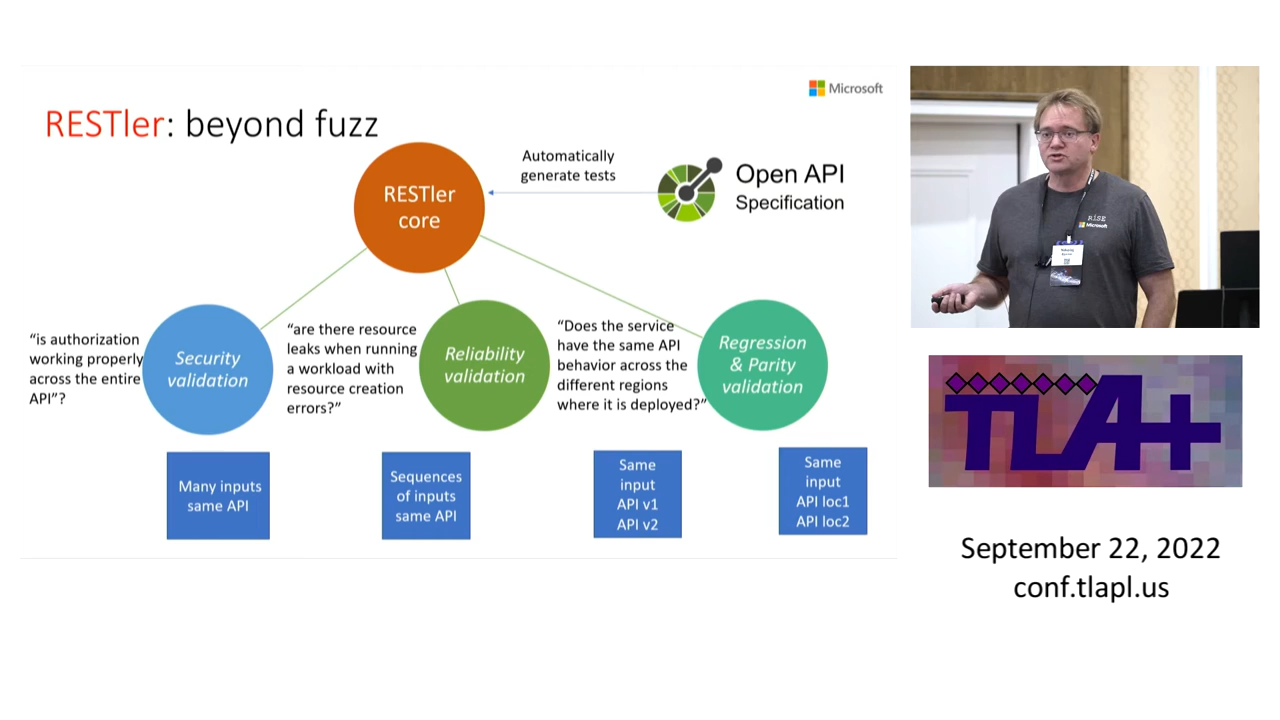 Microsoft
RESTler: beyond fuzz
RESTler
core
Automatically
generate tests
Open API
Specification
“is authorization
working properly
across the entire
API”?
Security
validation
“are there resource
leaks when running
a workload with
resource creation
errors?”
Reliability
validation
“Does the service
have the same API
behavior across the
different regions
where it is deployed?”
Regression
& Parity
validation
Many inputs
same API
Sequences
of inputs
same API
Same
input
API v1
API v2
Same
input
API loc1
API loc2
RiSE
Microsoft
TLA+
September 22, 2022
conf.tlapl.us